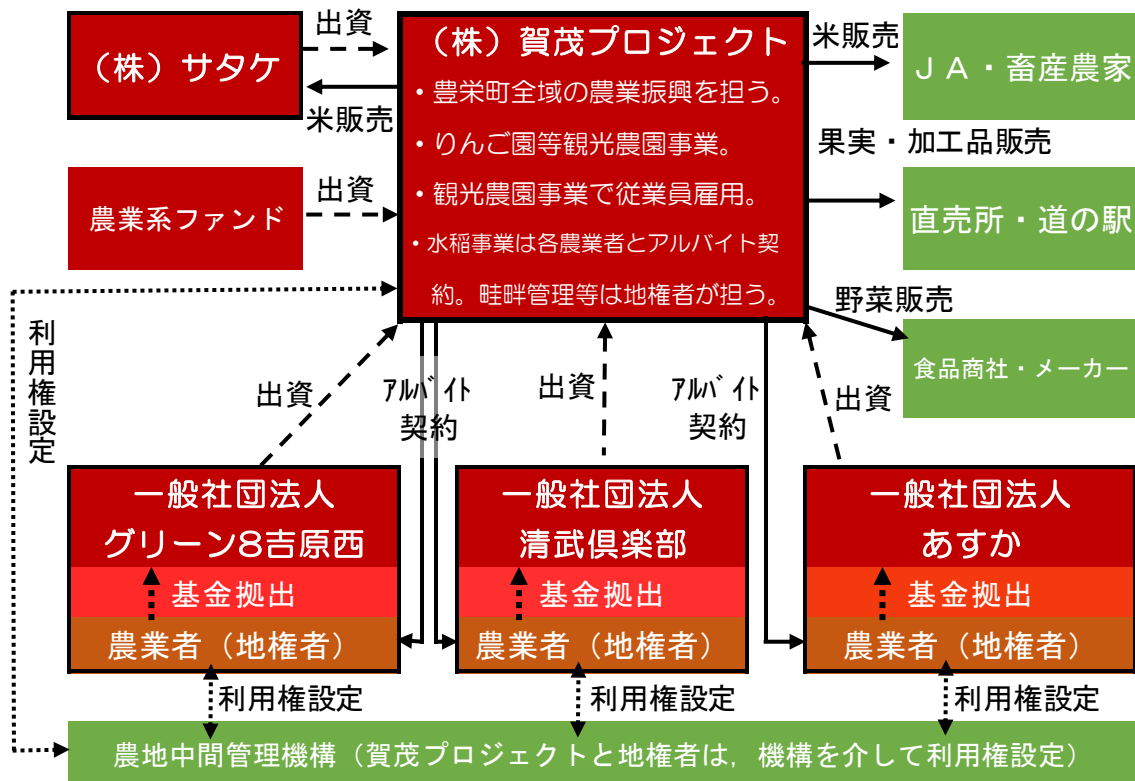 出資
（株）サタケ
米販売
（株）賀茂プロジェクト
・豊栄町全域の農業振興を担う。
・りんご園等観光農園事業。
・観光農園事業で従業員雇用。
・水稲事業は各農業者とアルバイト契
約。畦畔管理等は地権者が担う。
米販売
ＪＡ・畜産農家
果実・加工品販売
直売所・道の駅
野菜販売
食品商社・メーカー
出資
農業系ファンド
利用権設定
出資
ｱﾙﾊﾞｲﾄ
契約
出資
ｱﾙﾊﾞｲﾄ
契約
出資
一般社団法人
グリーン8吉原西
基金拠出
農業者（地権者）
一般社団法人
清武倶楽部
基金拠出
農業者（地権者）
一般社団法人
あすか
基金拠出
農業者（地権者）
利用権設定
利用権設定
利用権設定
農地中間管理機構（賀茂プロジェクトと地権者は，機構を介して利用権設定）